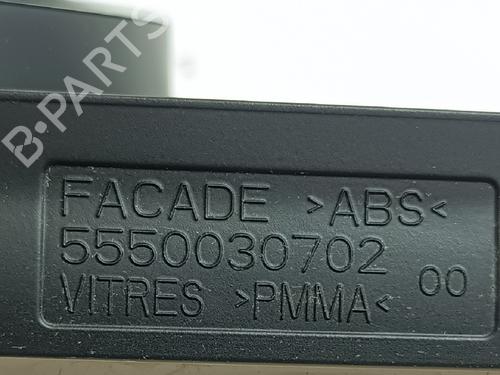 B-PARTS
FACADE >ABS<
5550030702 00
VITRES >PMMA<